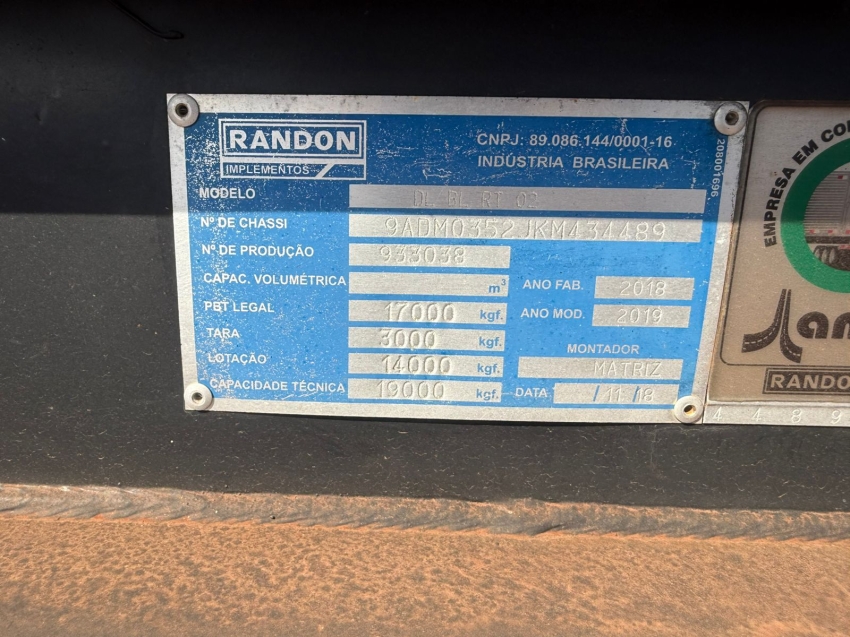 RANDON
IMPLEMENTOS
CNPJ: 89.086.144/0001-16
INDÚSTRIA BRASILEIRA
208001696
MODELO DL BL RT 02
Nº DE CHASSI 9ADM0352JKM434489
Nº DE PRODUÇÃO 933038
CAPAC. VOLUMÉTRICA m³ ANO FAB. 2018
PBT LEGAL 17000 kgf. ANO MOD. 2019
TARA 3000 kgf.
MONTADOR
LOTAÇÃO 14000 kgf. MATRIZ
CAPACIDADE TÉCNICA 19000 kgf. DATA /11/18
EMPRESA EM CO
RANDON
4 4 8 9